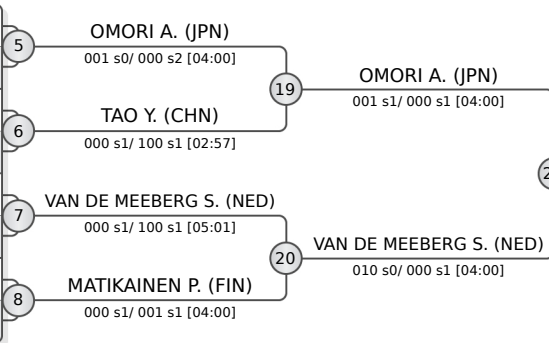 5
OMORI A. (JPN)
001 s0/ 000 s2 [04:00]
19
OMORI A. (JPN)
001 s1/ 000 s1 [04:00]
6
TAO Y. (CHN)
000 s1/ 100 s1 [02:57]
7
VAN DE MEEBERG S. (NED)
000 s1/ 100 s1 [05:01]
20
VAN DE MEEBERG S. (NED)
010 s0/ 000 s1 [04:00]
8
MATIKAINEN P. (FIN)
000 s1/ 001 s1 [04:00]